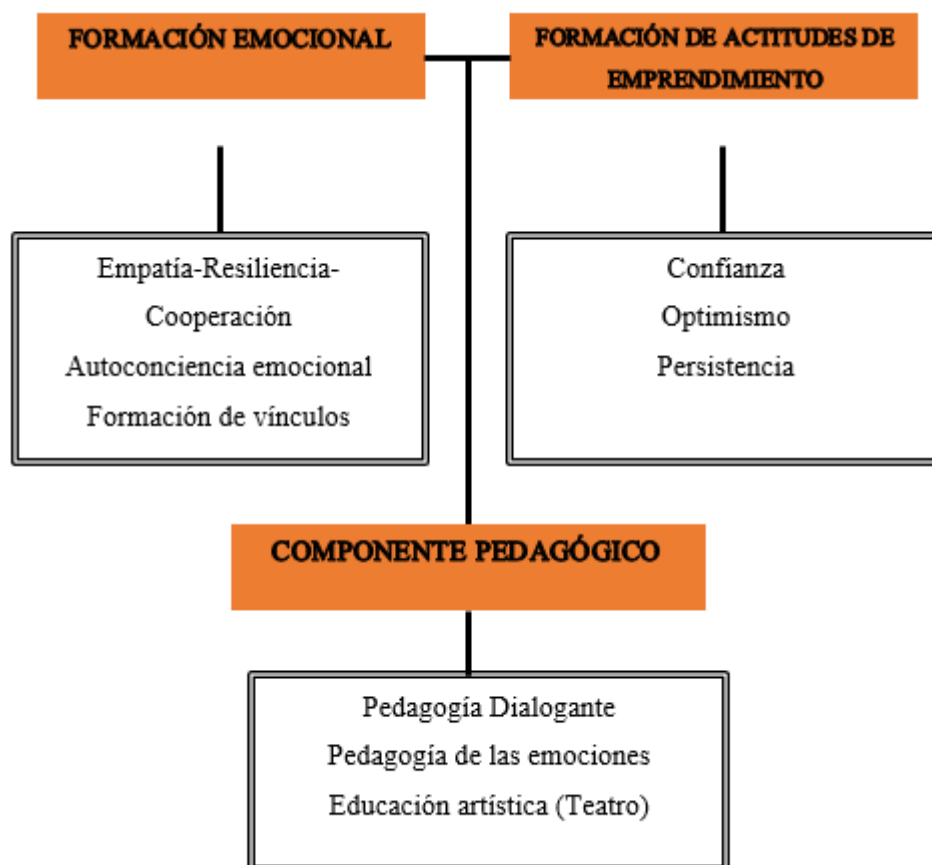 FORMACIÓN EMOCIONAL
FORMACIÓN DE ACTITUDES DE
EMPRENDIMIENTO
Empatía-Resiliencia-
Cooperación
Autoconciencia emocional
Formación de vínculos
Confíanza
Optimismo
Persistencia
COMPONENTE PEDAGÓGICO
Pedagogía Dialogante
Pedagogía de las emociones
Educación artística (Teatro)